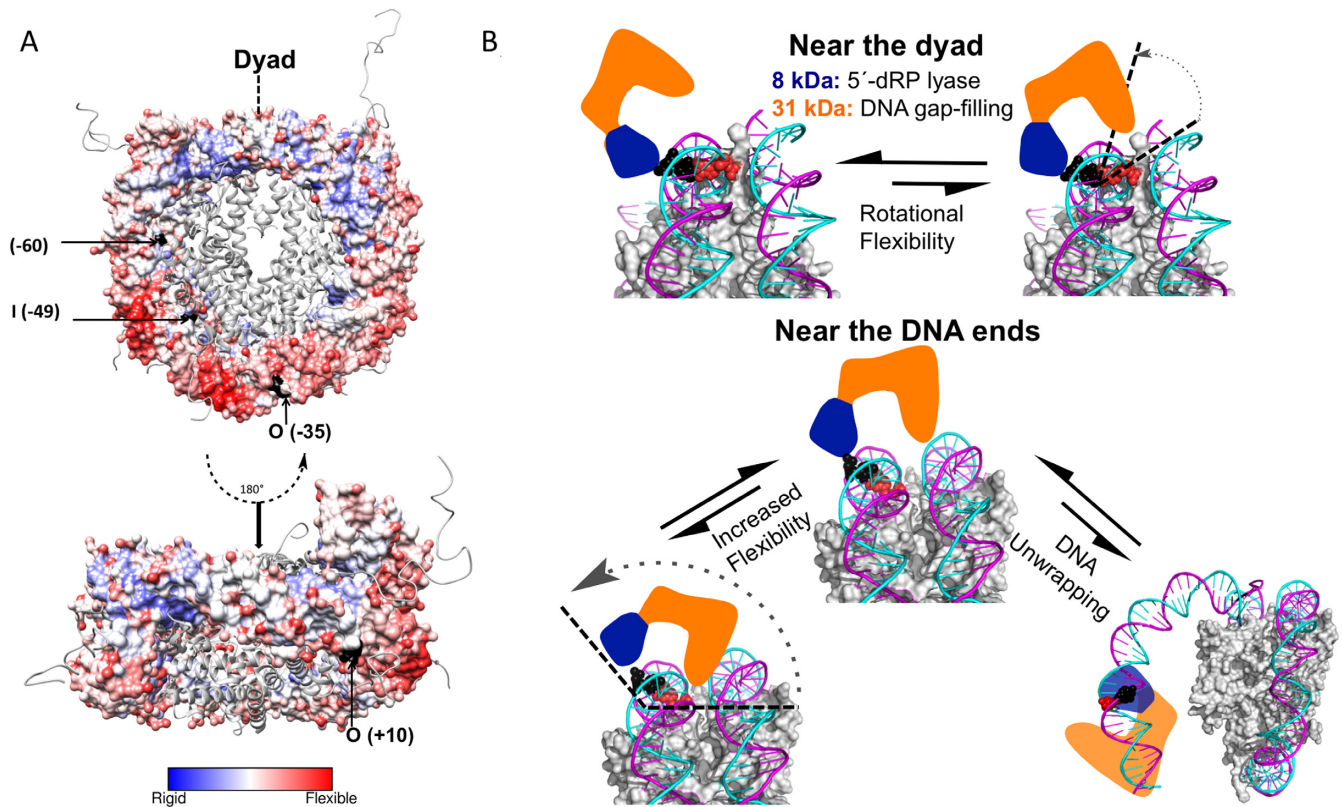 A
Dyad
(-60)
I (-49)
O (-35)
180°
O (+10)
Rigid
Flexible
B
Near the dyad
8 kDa: 5´-dRP lyase
31 kDa: DNA gap-filling
Rotational
Flexibility
Near the DNA ends
Increased
Flexibility
DNA
Unwrapping